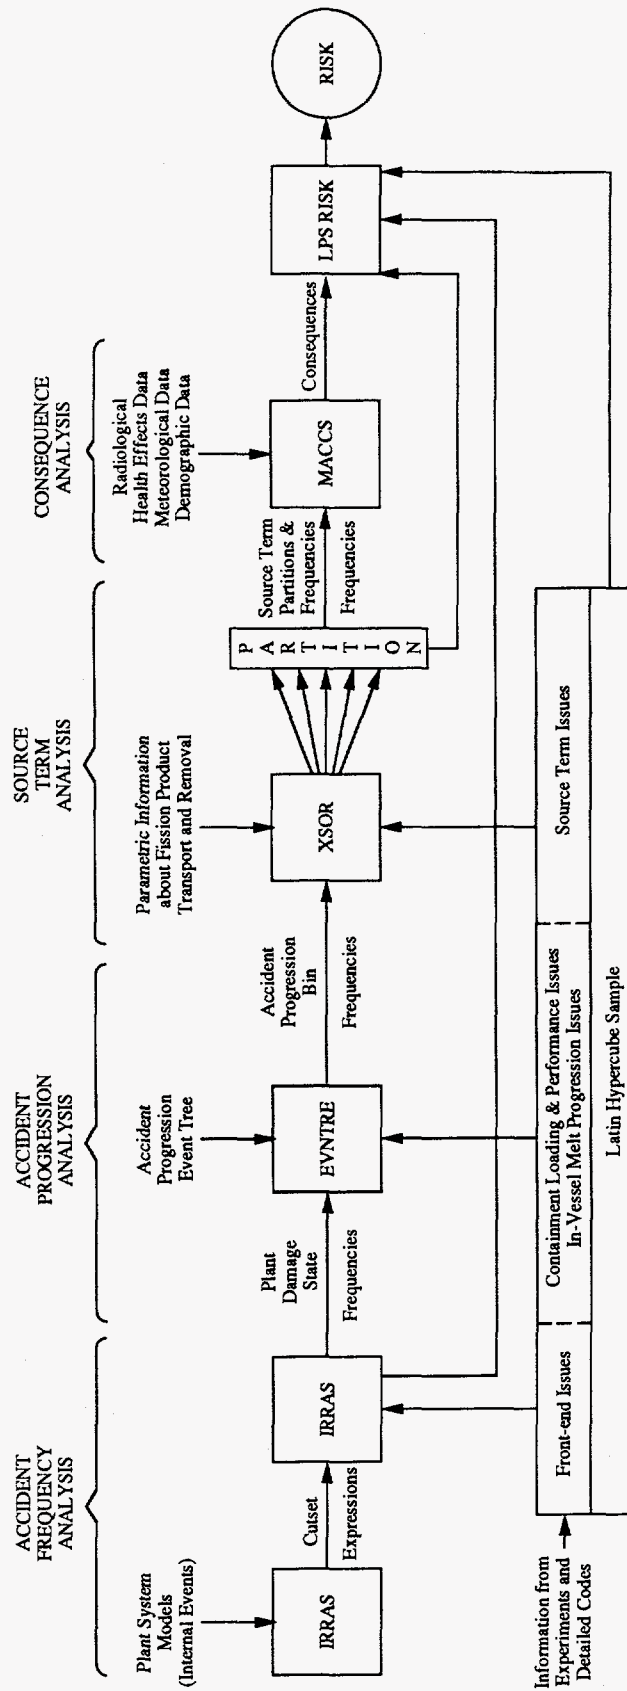 ACCIDENT
FREQUENCY
ANALYSIS
ACCIDENT
PROGRESSION
ANALYSIS
SOURCE
TERM
ANALYSIS
CONSEQUENCE
ANALYSIS
Plant System
Models
(Internal Events)
Accident
Progression
Event Tree
Parametric Information
about Fission Product
Transport and Removal
Radiological
Health Effects Data
Meteorological Data
Demographic Data
IRRAS
Cutset
Expressions
IRRAS
Plant
Damage
State
Frequencies
EVNTRE
Accident
Progression
Bin
Frequencies
XSOR
PARTITION
Source Term
Partitions &
Frequencies
Frequencies
MACCS
Consequences
LPS RISK
RISK
Information from
Experiments and
Detailed Codes
Front-end Issues
Containment Loading & Performance Issues
In-Vessel Melt Progression Issues
Source Term Issues
Latin Hypercube Sample